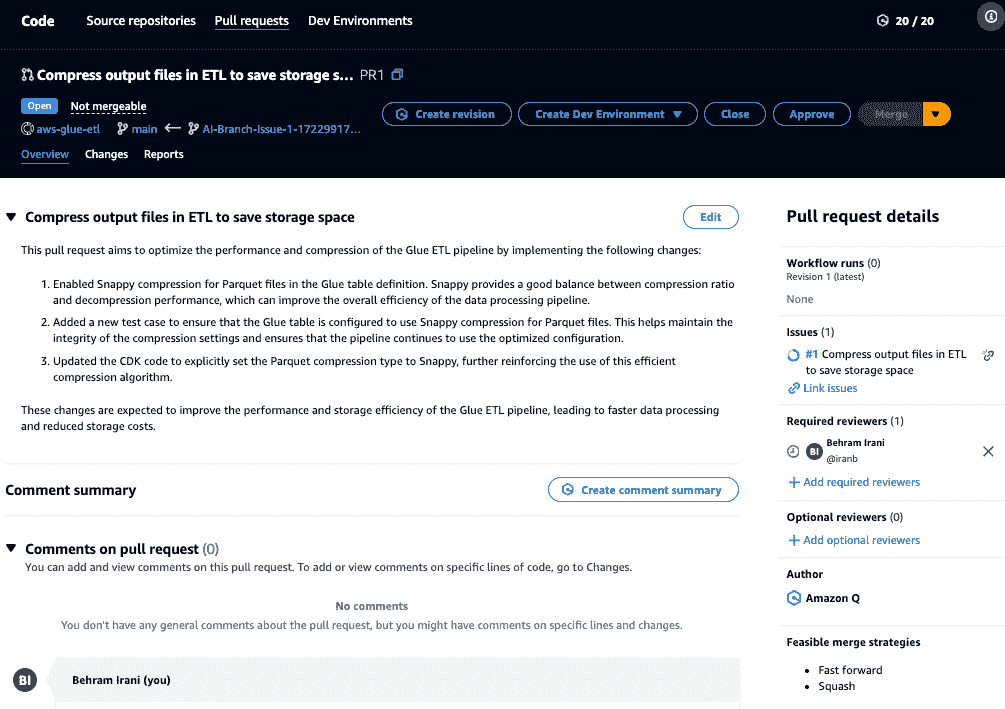 Code
Source repositories
Pull requests
Dev Environments
20 / 20
Compress output files in ETL to save storage s... PR1
Open
Not mergeable
Create revision
Create Dev Environment
Close
Approve
Merge
aws-glue-etl
main
AI-Branch-Issue-1-17229917...
Overview
Changes
Reports
Compress output files in ETL to save storage space
Edit
This pull request aims to optimize the performance and compression of the Glue ETL pipeline by implementing the following changes:
1. Enabled Snappy compression for Parquet files in the Glue table definition. Snappy provides a good balance between compression ratio
and decompression performance, which can improve the overall efficiency of the data processing pipeline.
2. Added a new test case to ensure that the Glue table is configured to use Snappy compression for Parquet files. This helps maintain the
integrity of the compression settings and ensures that the pipeline continues to use the optimized configuration.
3. Updated the CDK code to explicitly set the Parquet compression type to Snappy, further reinforcing the use of this efficient
compression algorithm.
These changes are expected to improve the performance and storage efficiency of the Glue ETL pipeline, leading to faster data processing
and reduced storage costs.
Comment summary
Create comment summary
Comments on pull request (0)
You can add and view comments on this pull request. To add or view comments on specific lines of code, go to Changes.
No comments
You don't have any general comments about the pull request, but you might have comments on specific lines and changes.
BI
Behram Irani (you)
Pull request details
Workflow runs (0)
Revision 1 (latest)
None
Issues (1)
#1 Compress output files in ETL
to save storage space
Link issues
Required reviewers (1)
BI
Behram Irani
@iranb
Add required reviewers
Optional reviewers (0)
Add optional reviewers
Author
Amazon Q
Feasible merge strategies
• Fast forward
• Squash